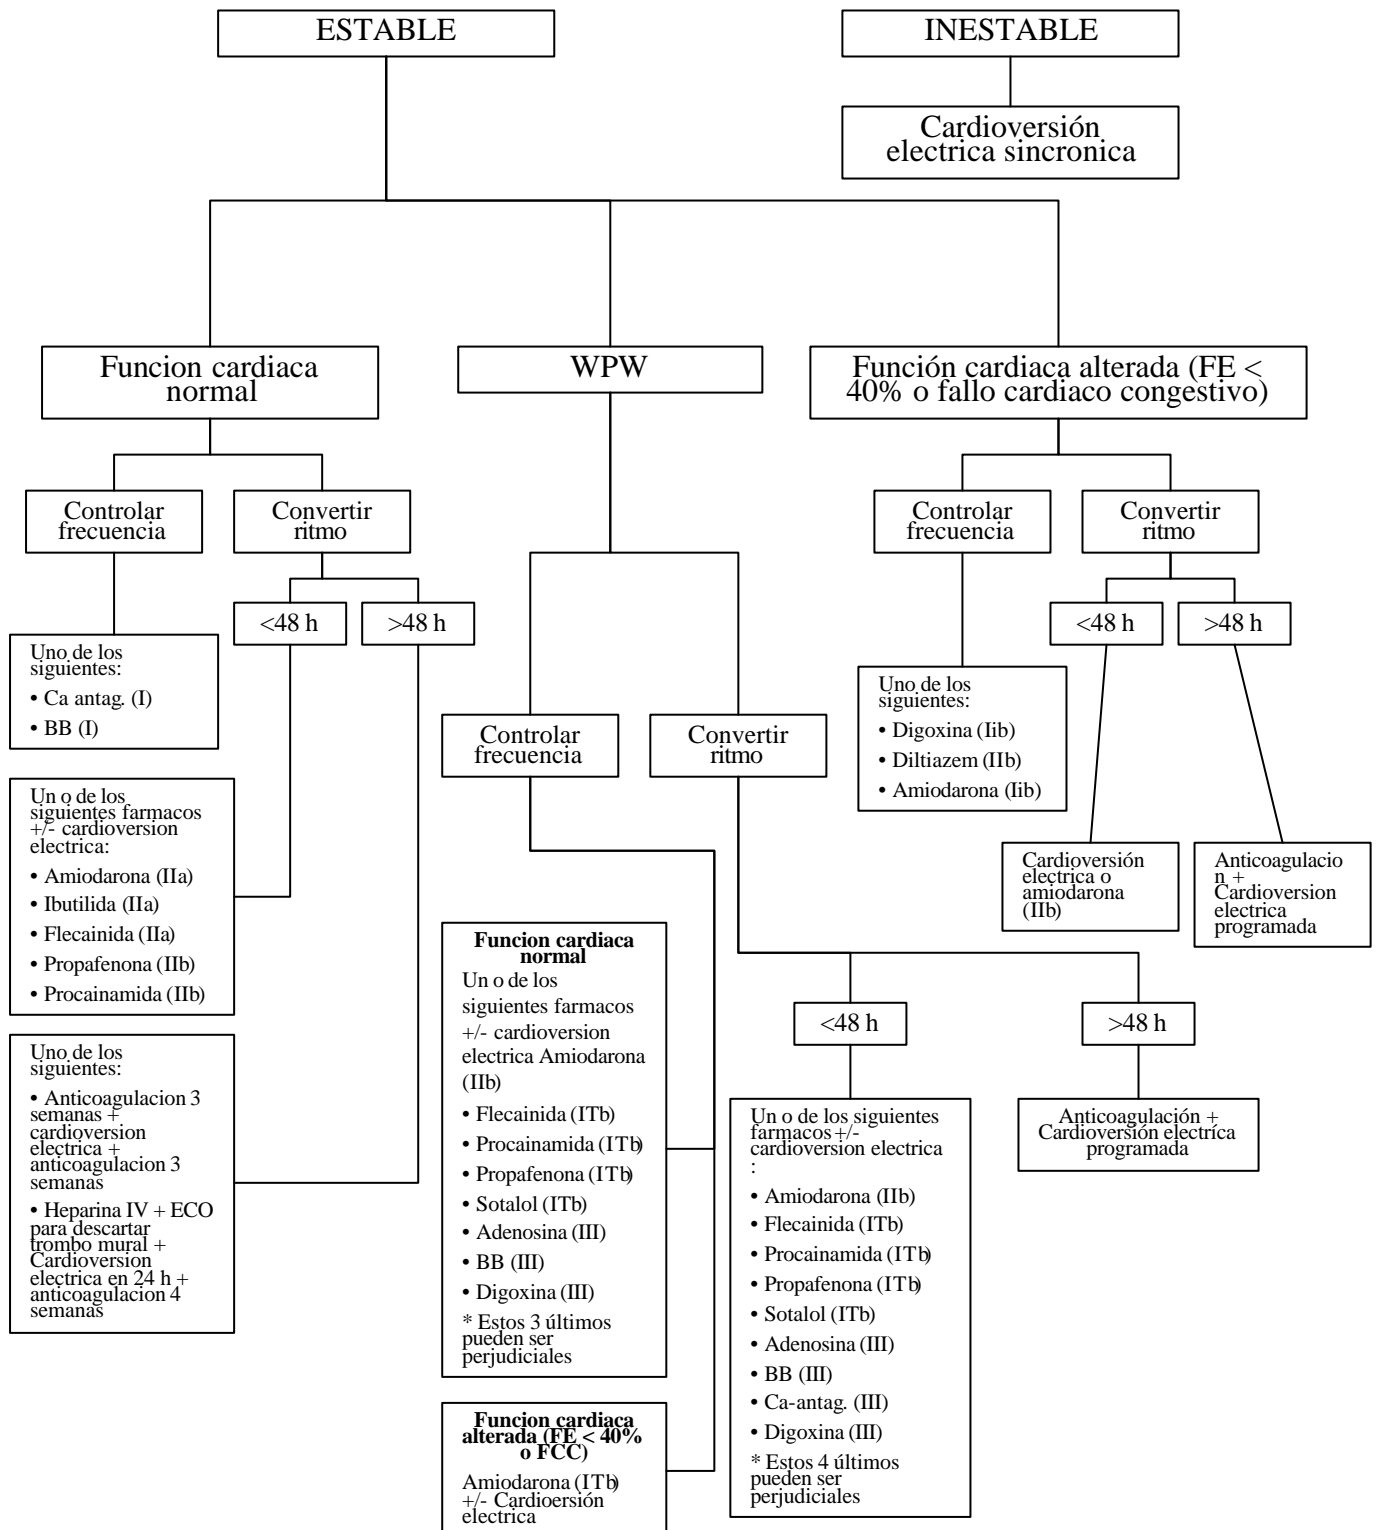 ESTABLE
INESTABLE
Cardioversión
electrica sincronica
Funcion cardiaca
normal
WPW
Función cardiaca alterada (FE <
40% o fallo cardiaco congestivo)
Controlar
frecuencia
Convertir
ritmo
<48 h
>48 h
Uno de los
siguientes:
• Ca antag. (I)
• BB (I)
Un o de los
siguientes farmacos
+/- cardioversion
electrica:
• Amiodarona (IIa)
• Ibutilida (IIa)
• Flecainida (IIa)
• Propafenona (IIb)
• Procainamida (IIb)
Uno de los
siguientes:
• Anticoagulacion 3
semanas +
cardioversion
electrica +
anticoagulacion 3
semanas
• Heparina IV + ECO
para descartar
trombo mural +
Cardioversion
electrica en 24 h +
anticoagulacion 4
semanas
Controlar
frecuencia
Convertir
ritmo
Funcion cardiaca
normal
Un o de los
siguientes farmacos
+/- cardioversion
electrica Amiodarona
(IIb)
• Flecainida (ITb)
• Procainamida (ITb)
• Propafenona (ITb)
• Sotalol (ITb)
• Adenosina (III)
• BB (III)
• Digoxina (III)
* Estos 3 últimos
pueden ser
perjudiciales
Funcion cardiaca
alterada (FE < 40%
o FCC)
Amiodarona (ITb)
+/- Cardioersión
electrica
<48 h
>48 h
Un o de los siguientes
farmacos +/-
cardioversion electrica
:
• Amiodarona (IIb)
• Flecainida (ITb)
• Procainamida (ITb)
• Propafenona (ITb)
• Sotalol (ITb)
• Adenosina (III)
• BB (III)
• Ca-antag. (III)
• Digoxina (III)
* Estos 4 últimos
pueden ser
perjudiciales
Anticoagulación +
Cardioversión electríca
programada
Controlar
frecuencia
Convertir
ritmo
<48 h
>48 h
Uno de los
siguientes:
• Digoxina (Iib)
• Diltiazem (IIb)
• Amiodarona (Iib)
Cardioversión
electrica o
amiodarona
(IIb)
Anticoagulacio
n +
Cardioversion
electrica
programada